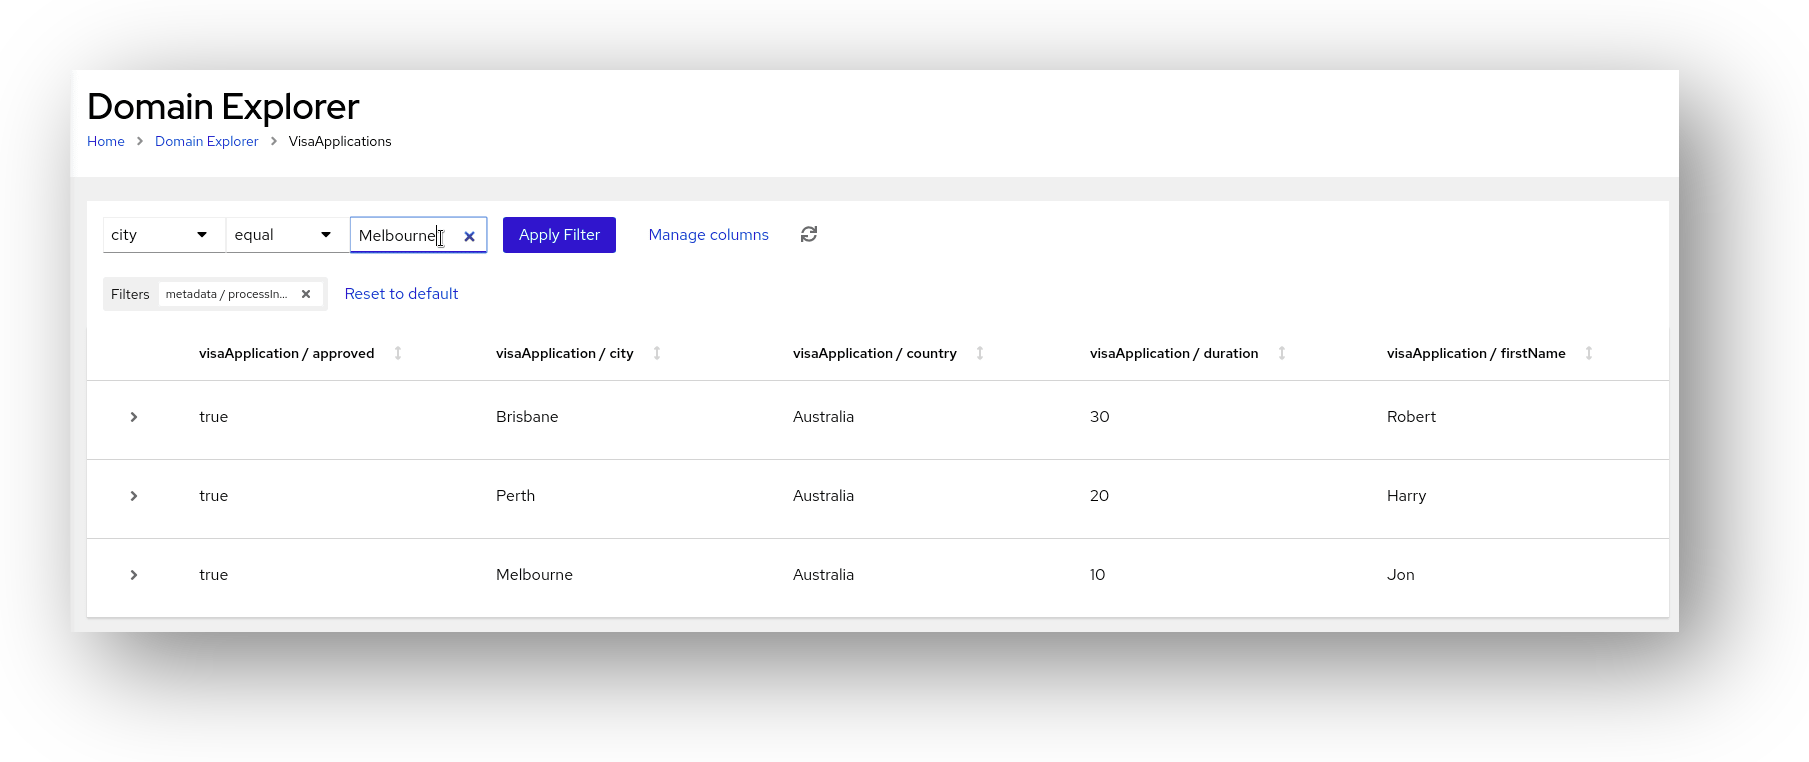 Domain Explorer
Home > Domain Explorer > VisaApplications
city equal Melbourne Apply Filter Manage columns
Filters metadata / processin... Reset to default
visaApplication / approved visaApplication / city visaApplication / country visaApplication / duration visaApplication / firstName
true Brisbane Australia 30 Robert
true Perth Australia 20 Harry
true Melbourne Australia 10 Jon